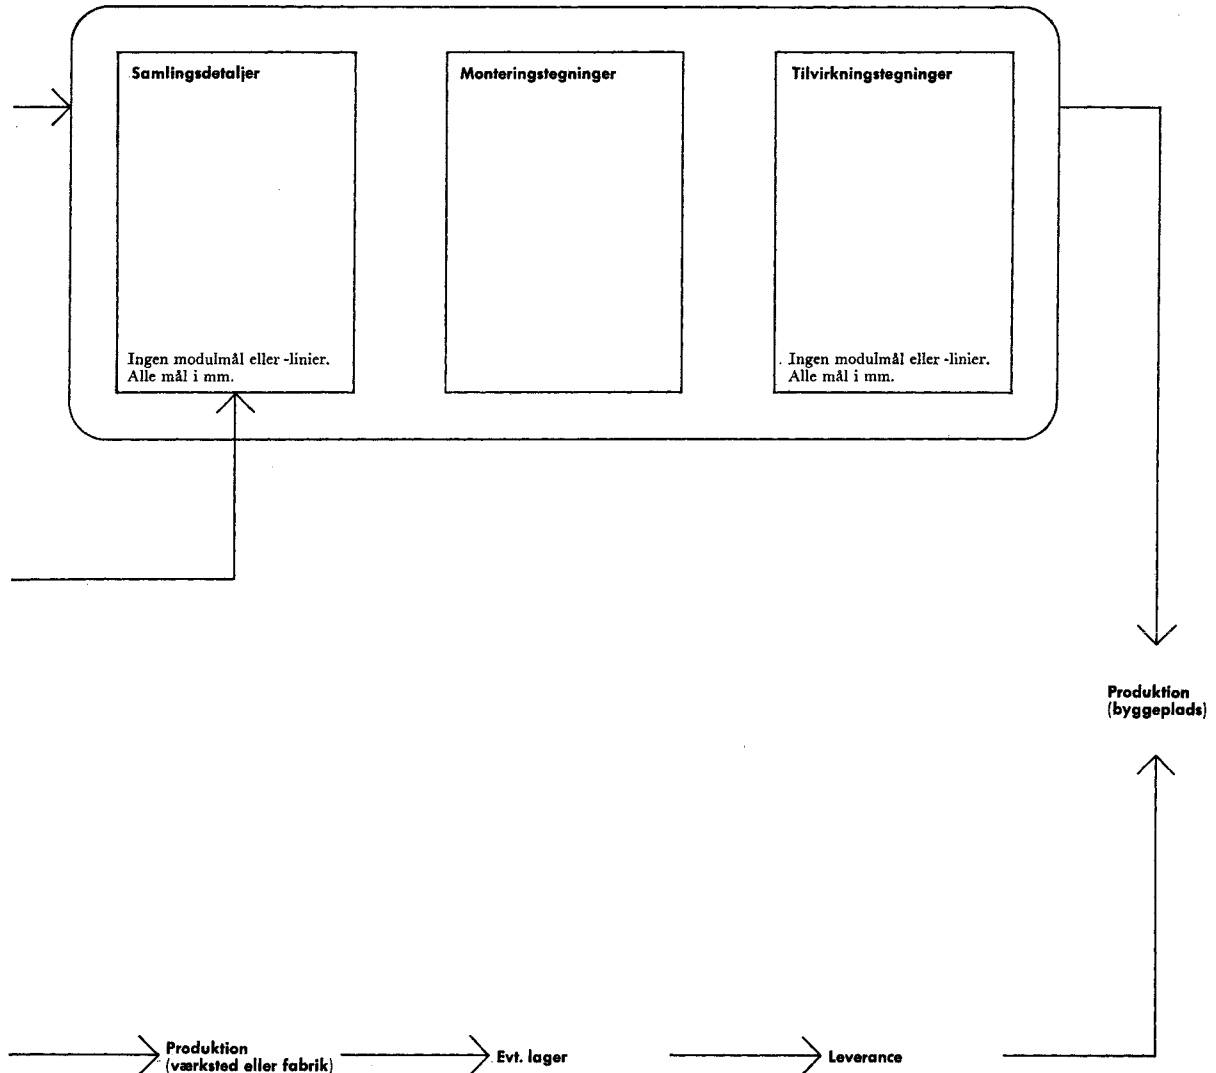 Samlingsdetaljer
Ingen modulmål eller -linier.
Alle mål i mm.
Monteringstegninger
Tilvirkningstegninger
Ingen modulmål eller -linier.
Alle mål i mm.
Produktion
(byggeplads)
Produktion
(værksted eller fabrik)
Evt. lager
Leverance